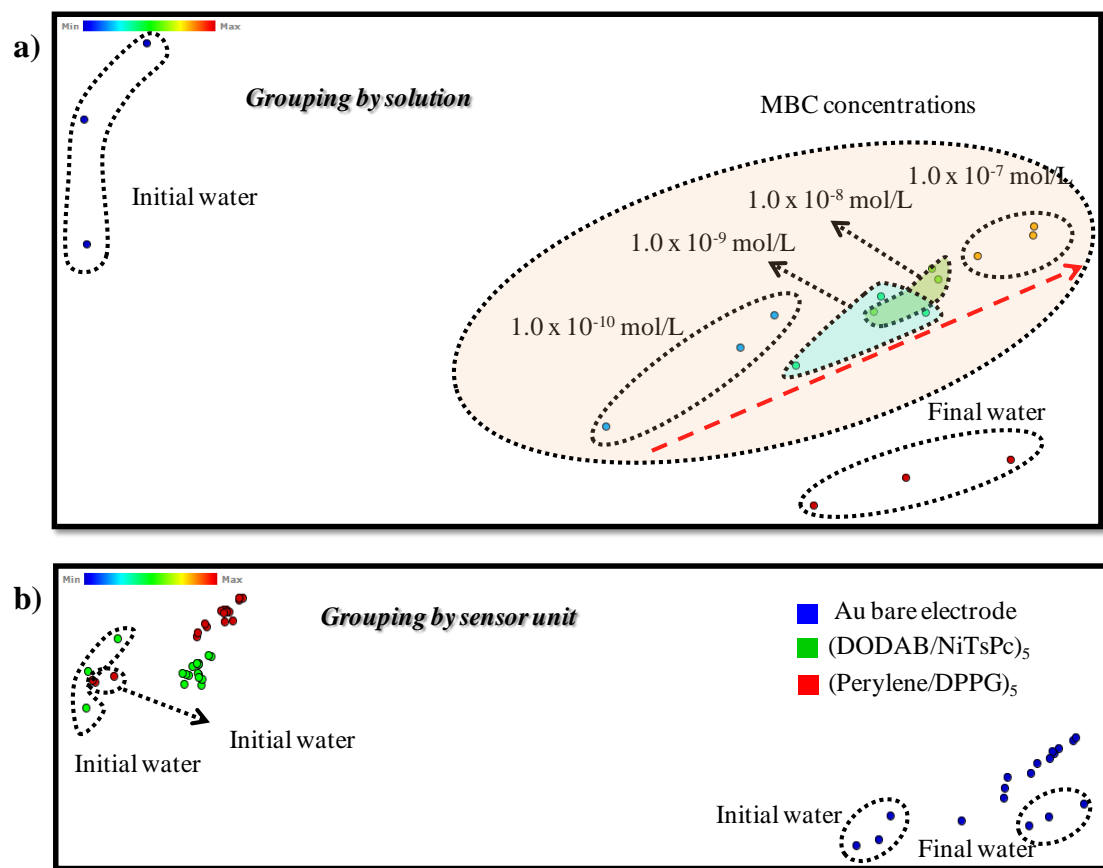 a)
Min Max
Grouping by solution
MBC concentrations
Initial water
1.0 x 10⁻⁷ mol/L
1.0 x 10⁻⁸ mol/L
1.0 x 10⁻⁹ mol/L
1.0 x 10⁻¹⁰ mol/L
Final water
b)
Min Max
Grouping by sensor unit
Au bare electrode
(DODAB/NiTsPc)₅
(Perylene/DPPG)₅
Initial water
Initial water
Initial water
Final water